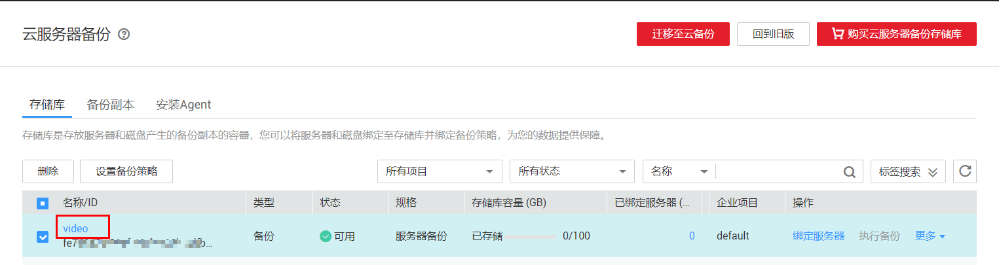 云服务器备份
迁移至云备份 回到旧版 购买云服务器备份存储库
存储库 备份副本 安装Agent
存储库是存放服务器和磁盘产生的备份副本的容器，您可以将服务器和磁盘绑定至存储库并绑定备份策略，为您的数据提供保障。
删除 设置备份策略 所有项目 所有状态 名称 标签搜索
名称/ID 类型 状态 规格 存储库容量 (GB) 已绑定服务器 (... 企业项目 操作
video
备份 可用 服务器备份 已存储 0/100 0 default 绑定服务器 执行备份 更多